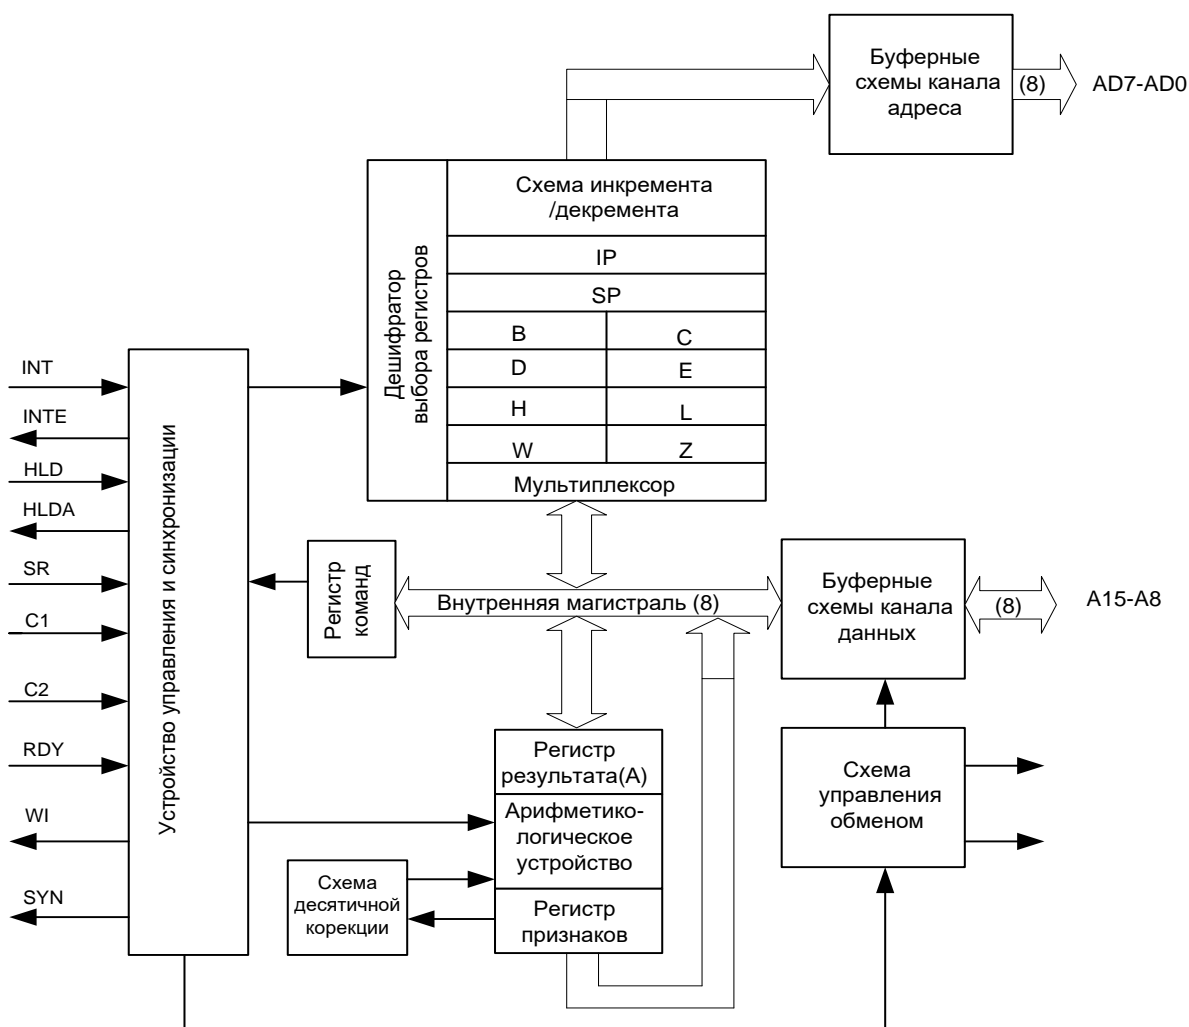 Буферные
схемы канала
адреса
(8)
AD7-AD0
Дешифратор
выбора регистров
Схема инкремента
/декремента
IP
SP
B
C
D
E
H
L
W
Z
Мультиплексор
INT
INTE
HLD
HLDA
SR
C1
C2
RDY
WI
SYN
Устройство управления и синхронизации
Регистр
команд
Внутренняя магистраль (8)
Буферные
схемы канала
данных
(8)
A15-A8
Регистр
результата(А)
Арифметико-
логическое
устройство
Регистр
признаков
Схема
десятичной
корекции
Схема
управления
обменом